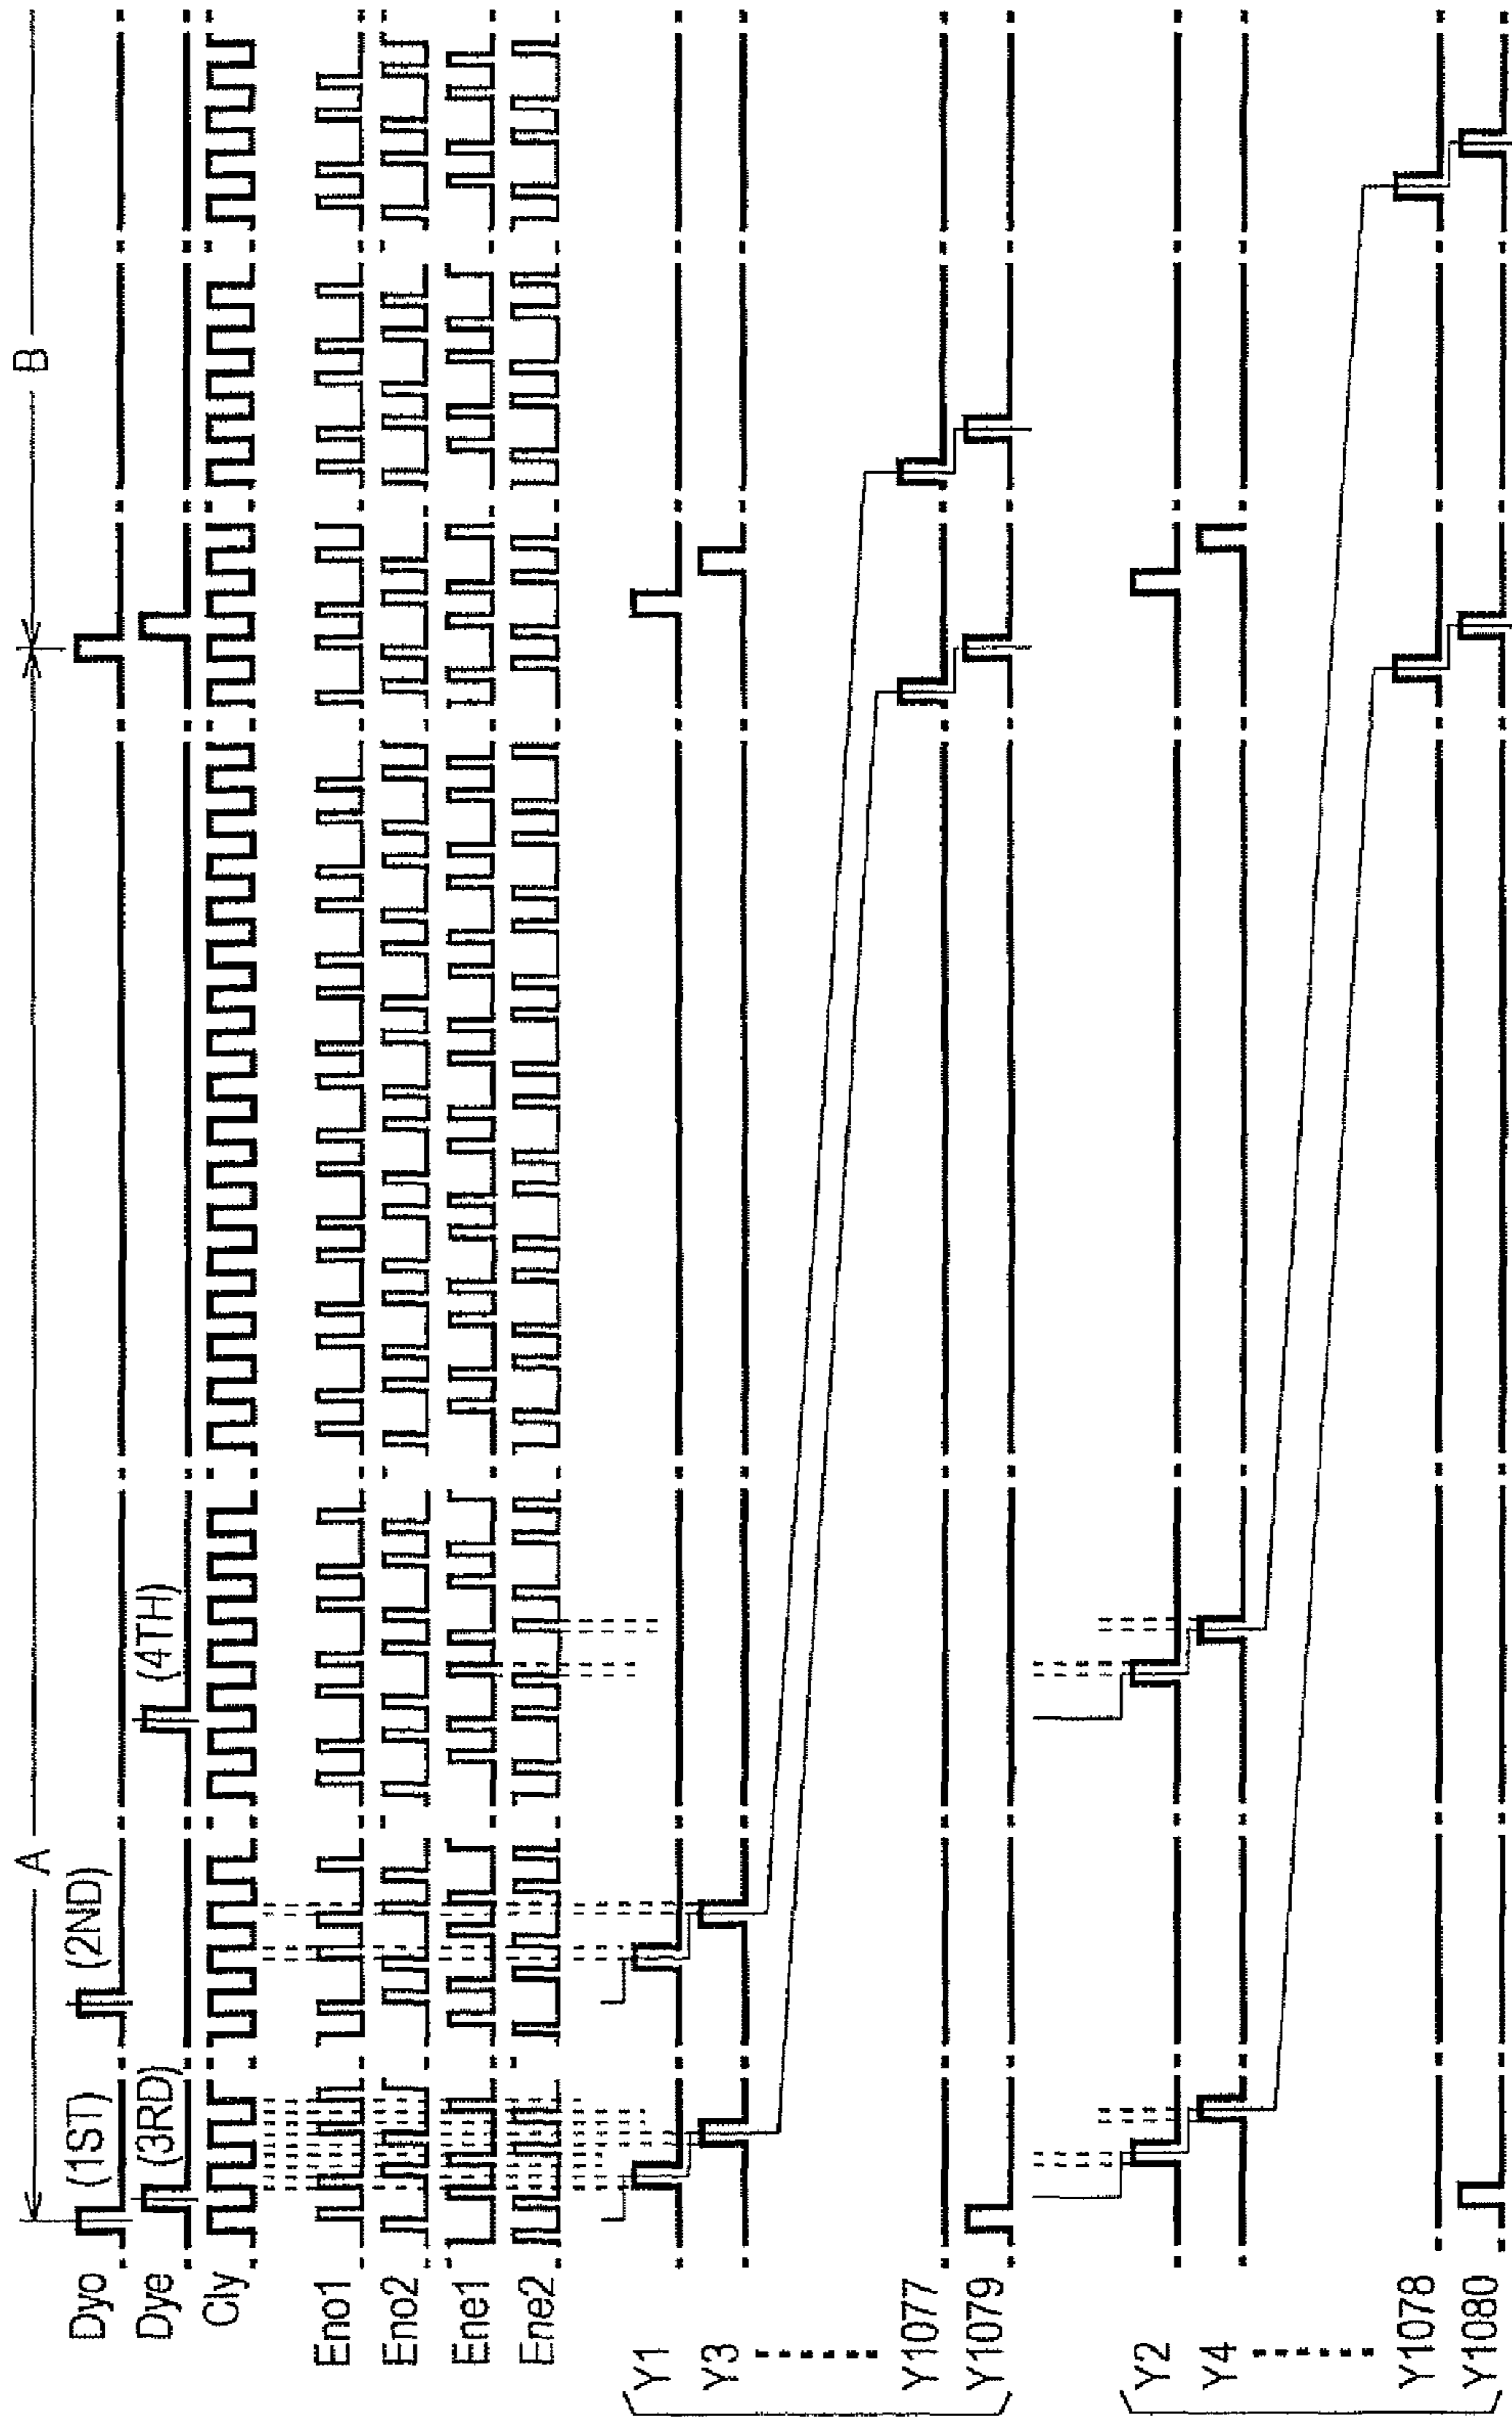 A
B
Dyo
(1ST)
(2ND)
Dye
(3RD)
(4TH)
Cly
Eno1
Eno2
Ene1
Ene2
Y1
Y3
Y1077
Y1079
Y2
Y4
Y1078
Y1080